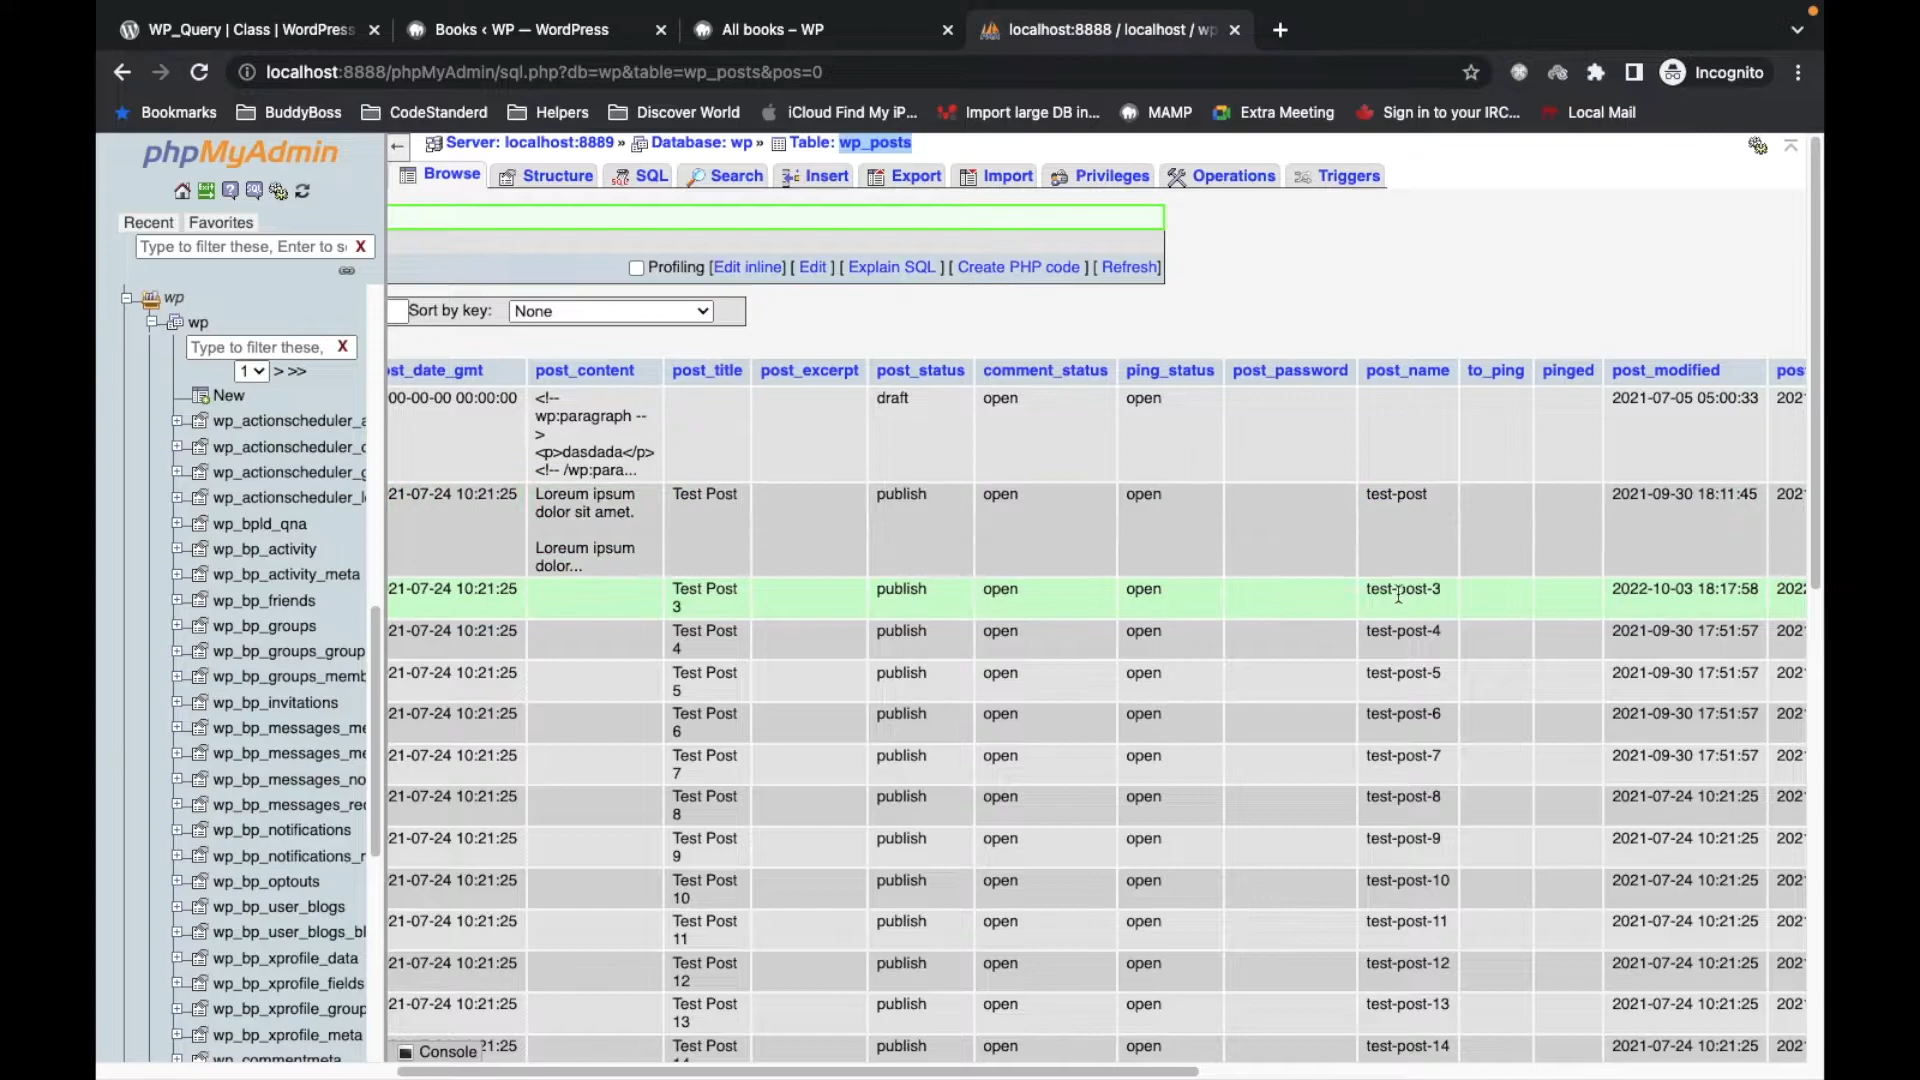 WP_Query | Class | WordPress
Books ‹ WP — WordPress
All books – WP
localhost:8888 / localhost / wp
localhost:8888/phpMyAdmin/sql.php?db=wp&table=wp_posts&pos=0
Incognito
Bookmarks
BuddyBoss
CodeStanderd
Helpers
Discover World
iCloud Find My iP...
Import large DB in...
MAMP
Extra Meeting
Sign in to your IRC...
Local Mail
phpMyAdmin
Recent
Favorites
Type to filter these, Enter to s
X
wp
wp
Type to filter these,
X
1 > >>
New
wp_actionscheduler_a
wp_actionscheduler_c
wp_actionscheduler_g
wp_actionscheduler_l
wp_bpld_qna
wp_bp_activity
wp_bp_activity_meta
wp_bp_friends
wp_bp_groups
wp_bp_groups_group
wp_bp_groups_memb
wp_bp_invitations
wp_bp_messages_me
wp_bp_messages_me
wp_bp_messages_no
wp_bp_messages_rec
wp_bp_notifications
wp_bp_notifications_r
wp_bp_optouts
wp_bp_user_blogs
wp_bp_user_blogs_bl
wp_bp_xprofile_data
wp_bp_xprofile_fields
wp_bp_xprofile_group
wp_bp_xprofile_meta
wp_commentmeta
Server: localhost:8889 » Database: wp » Table: wp_posts
Browse
Structure
SQL
Search
Insert
Export
Import
Privileges
Operations
Triggers
Profiling [Edit inline] [ Edit ] [ Explain SQL ] [ Create PHP code ] [ Refresh]
Sort by key: None
st_date_gmt post_content post_title post_excerpt post_status comment_status ping_status post_password post_name to_ping pinged post_modified pos
00-00-00 00:00:00 <!-- draft open open 2021-07-05 05:00:33 202
wp:paragraph --
>
<p>dasdada</p>
<!-- /wp:para...
21-07-24 10:21:25 Loreum ipsum Test Post publish open open test-post 2021-09-30 18:11:45 202
dolor sit amet.
Loreum ipsum
dolor...
21-07-24 10:21:25 Test Post publish open open test-post-3 2022-10-03 18:17:58 202
3
21-07-24 10:21:25 Test Post publish open open test-post-4 2021-09-30 17:51:57 202
4
21-07-24 10:21:25 Test Post publish open open test-post-5 2021-09-30 17:51:57 202
5
21-07-24 10:21:25 Test Post publish open open test-post-6 2021-09-30 17:51:57 202
6
21-07-24 10:21:25 Test Post publish open open test-post-7 2021-09-30 17:51:57 202
7
21-07-24 10:21:25 Test Post publish open open test-post-8 2021-07-24 10:21:25 202
8
21-07-24 10:21:25 Test Post publish open open test-post-9 2021-07-24 10:21:25 202
9
21-07-24 10:21:25 Test Post publish open open test-post-10 2021-07-24 10:21:25 202
10
21-07-24 10:21:25 Test Post publish open open test-post-11 2021-07-24 10:21:25 202
11
21-07-24 10:21:25 Test Post publish open open test-post-12 2021-07-24 10:21:25 202
12
21-07-24 10:21:25 Test Post publish open open test-post-13 2021-07-24 10:21:25 202
13
21:25 Test Post publish open open test-post-14 2021-07-24 10:21:25 202
Console